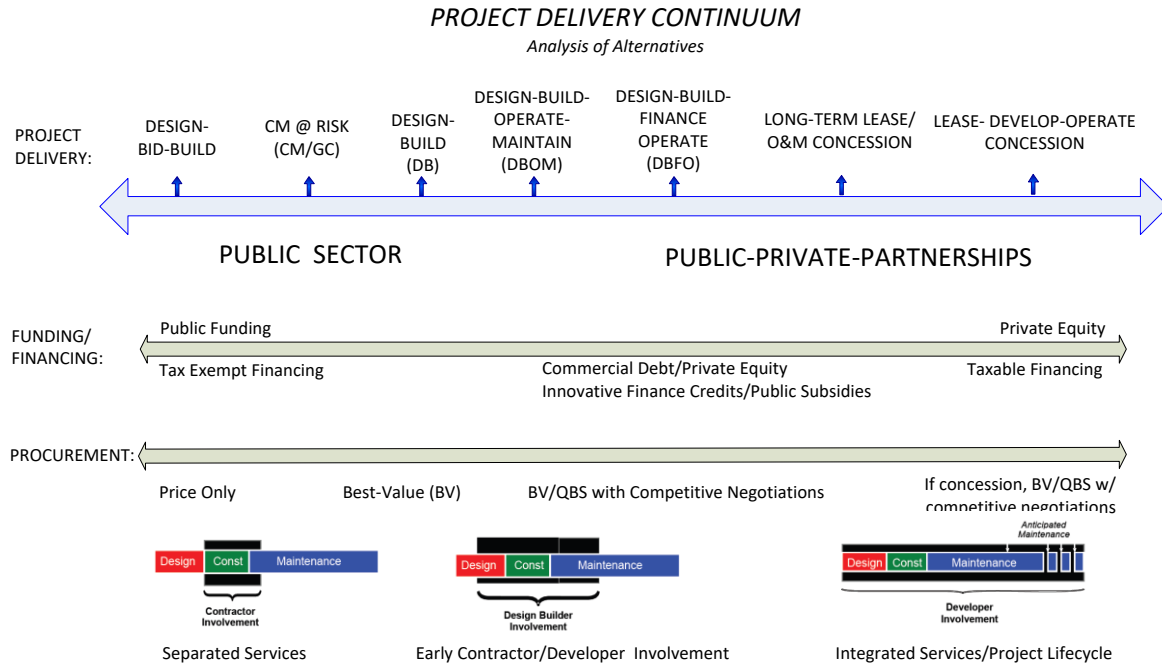 PROJECT DELIVERY CONTINUUM
Analysis of Alternatives
PROJECT
DELIVERY:
DESIGN-
BID-BUILD
CM @ RISK
(CM/GC)
DESIGN-
BUILD
(DB)
DESIGN-BUILD-
OPERATE-
MAINTAIN
(DBOM)
DESIGN-BUILD-
FINANCE
OPERATE
(DBFO)
LONG-TERM LEASE/
O&M CONCESSION
LEASE- DEVELOP-OPERATE
CONCESSION
PUBLIC SECTOR
PUBLIC-PRIVATE-PARTNERSHIPS
FUNDING/
FINANCING:
Public Funding
Private Equity
Tax Exempt Financing
Commercial Debt/Private Equity
Innovative Finance Credits/Public Subsidies
Taxable Financing
PROCUREMENT:
Price Only
Best-Value (BV)
BV/QBS with Competitive Negotiations
If concession, BV/QBS w/
competitive negotiations
Design
Const
Maintenance
Contractor
Involvement
Design
Const
Maintenance
Design Builder
Involvement
Anticipated
Maintenance
Design
Const
Maintenance
Developer
Involvement
Separated Services
Early Contractor/Developer Involvement
Integrated Services/Project Lifecycle